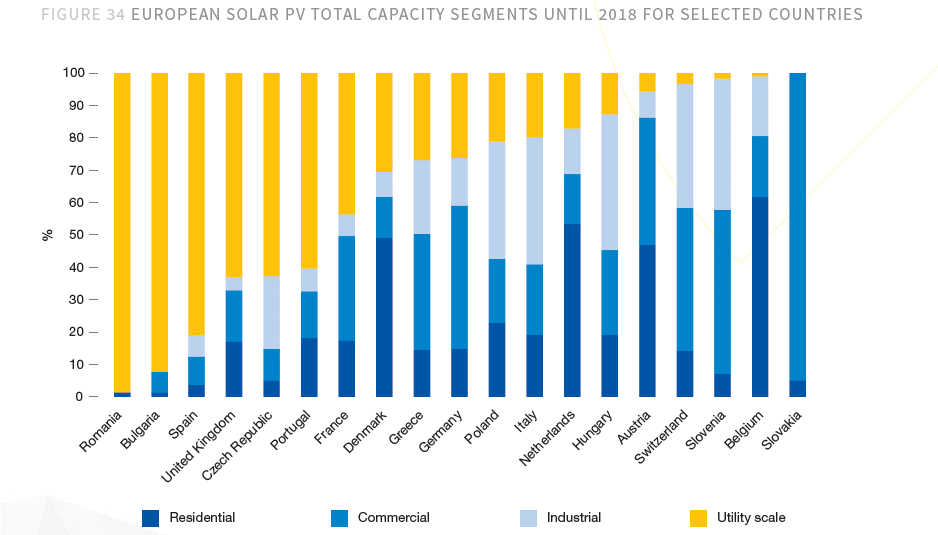 FIGURE 34 EUROPEAN SOLAR PV TOTAL CAPACITY SEGMENTS UNTIL 2018 FOR SELECTED COUNTRIES
100
90
80
70
60
50
40
30
20
10
0
%
Romania
Bulgaria
Spain
United Kingdom
Czech Republic
Portugal
France
Denmark
Greece
Germany
Poland
Italy
Netherlands
Hungary
Austria
Switzerland
Slovenia
Belgium
Slovakia
Residential Commercial Industrial Utility scale